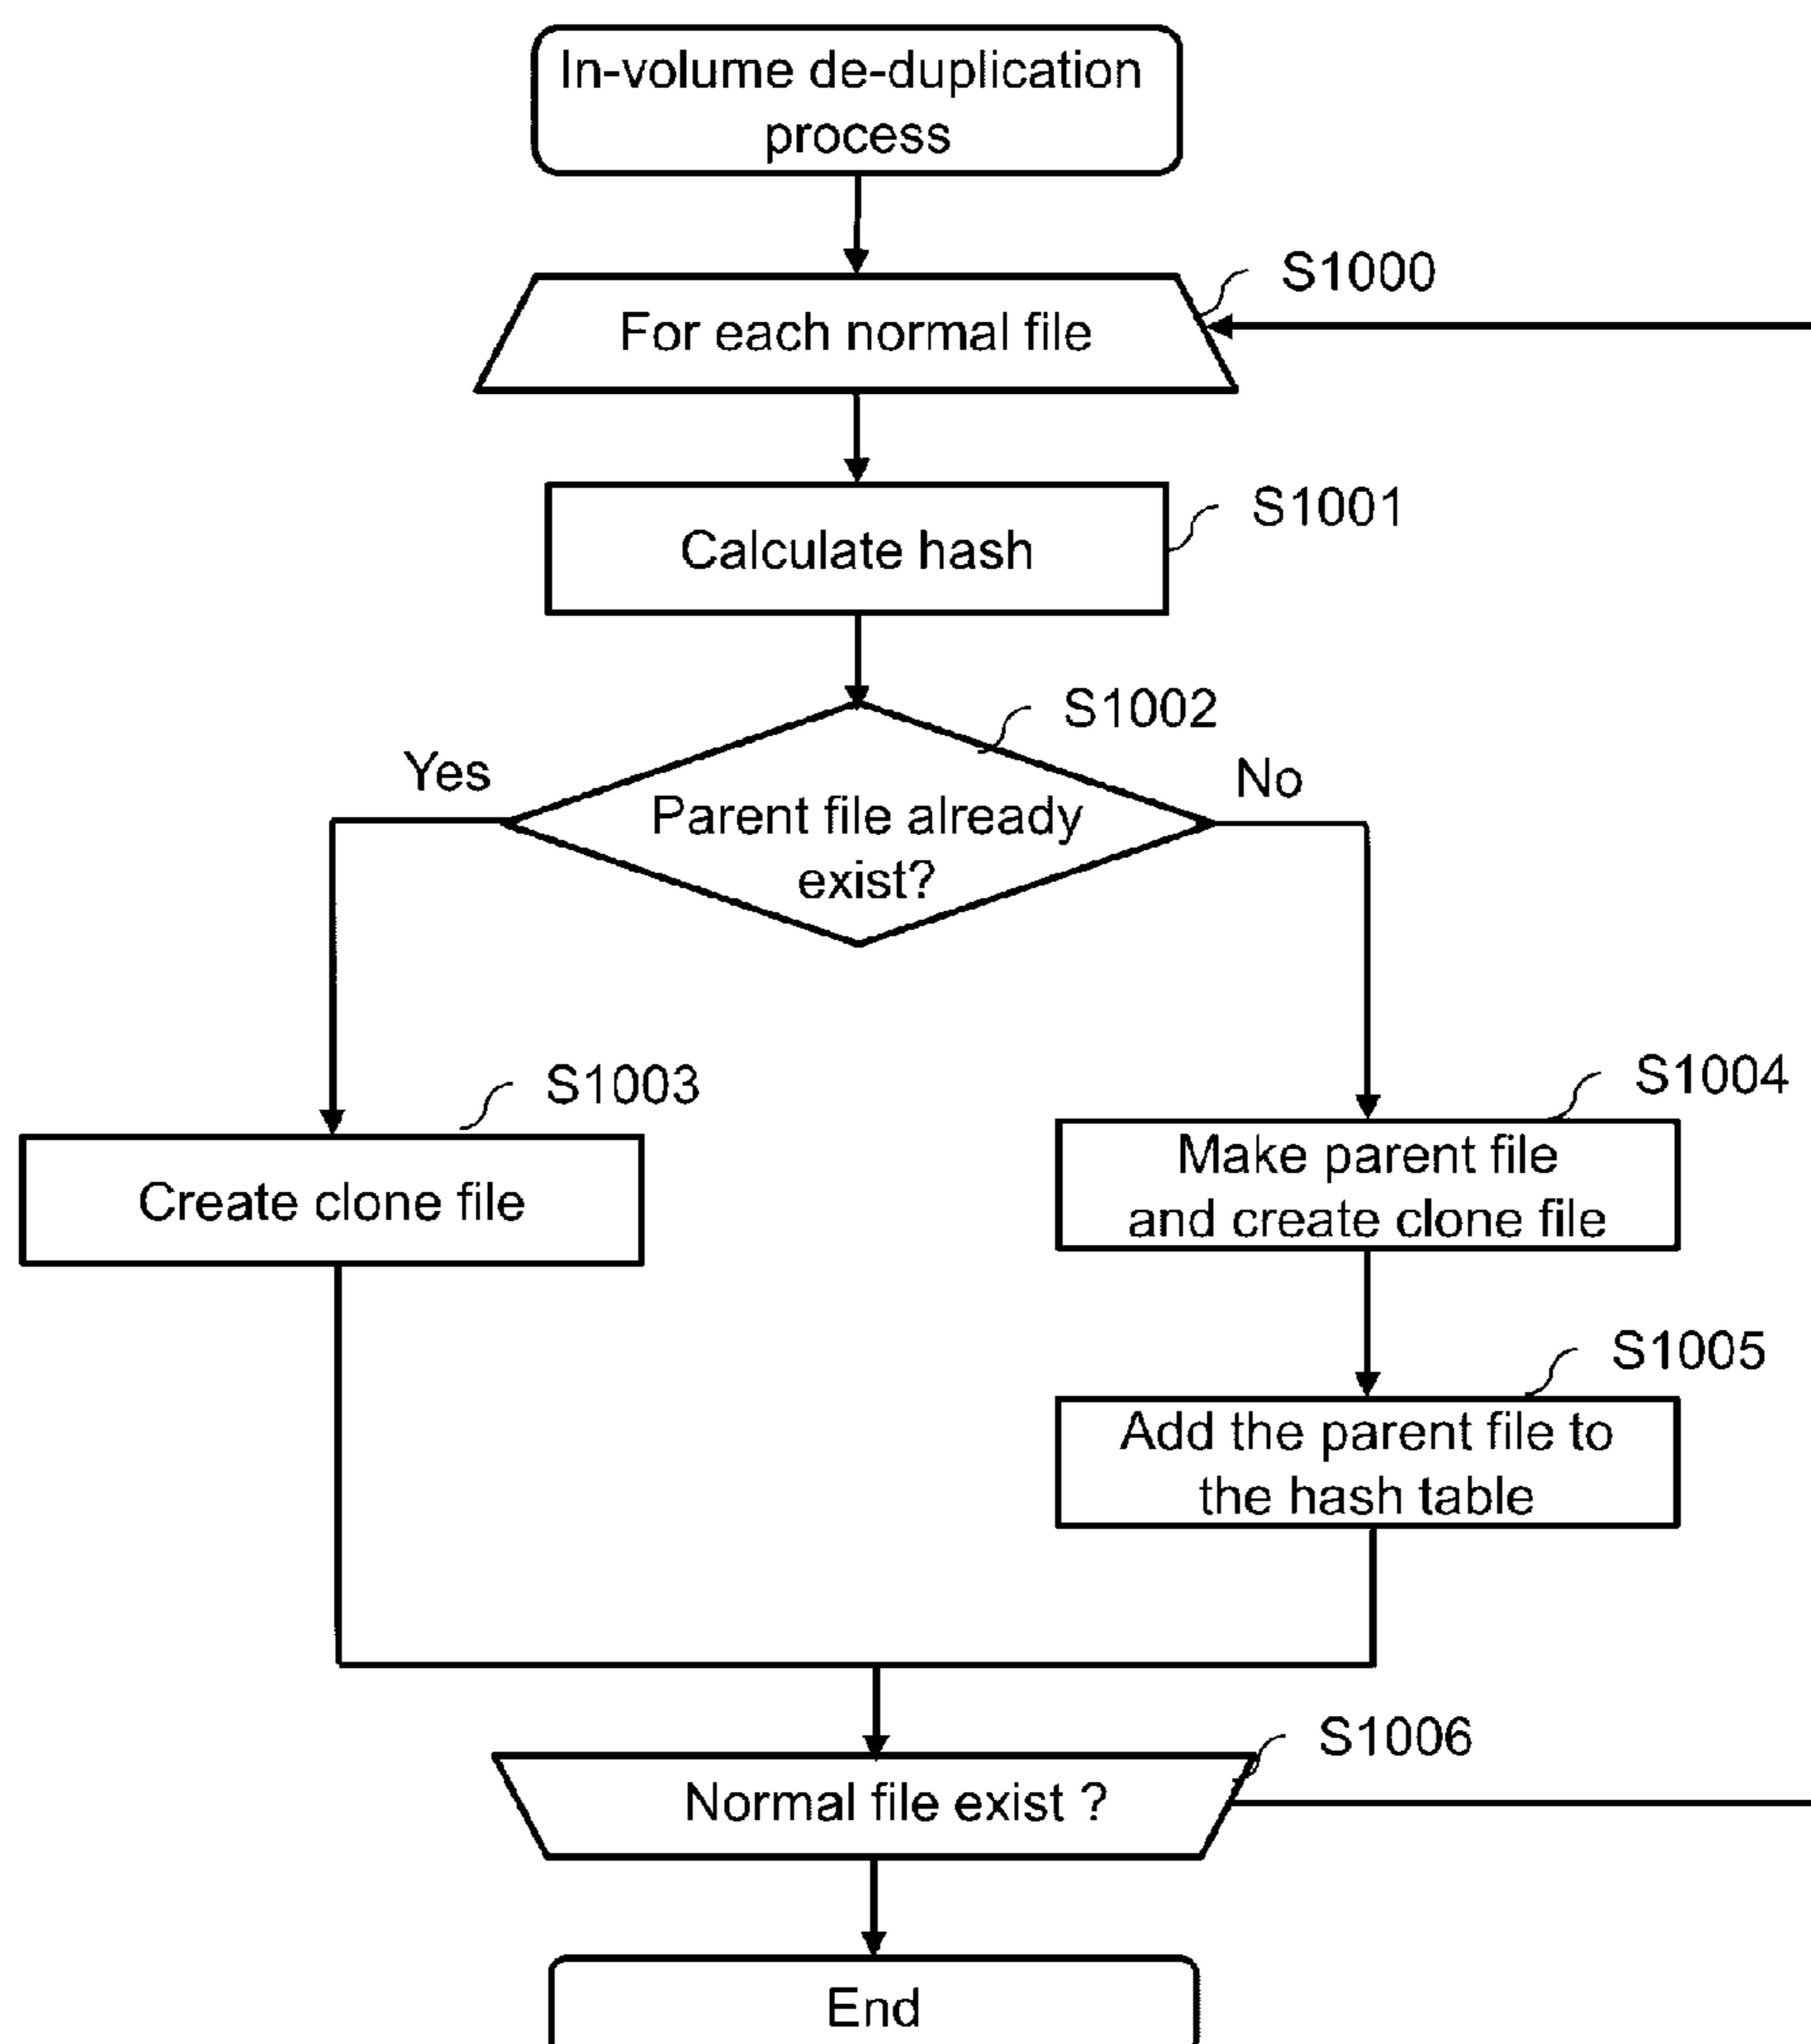 In-volume de-duplication
process
S1000
For each normal file
S1001
Calculate hash
S1002
Yes
No
Parent file already
exist?
S1003
S1004
Create clone file
Make parent file
and create clone file
S1005
Add the parent file to
the hash table
S1006
Normal file exist ?
End